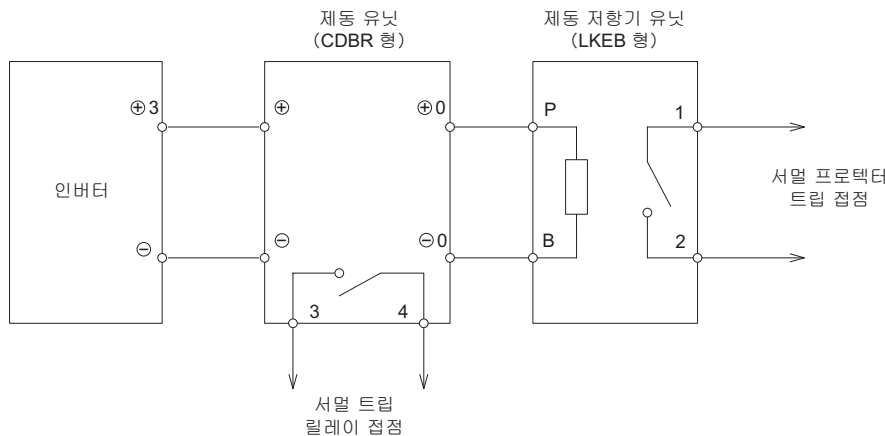 제동 유닛
(CDBR 형)
제동 저항기 유닛
(LKEB 형)
⊕3
⊕
⊕0
P
1
인버터
서멀 프로텍터
트립 접점
⊖
⊖
⊖0
B
2
3
4
서멀 트립
릴레이 접점